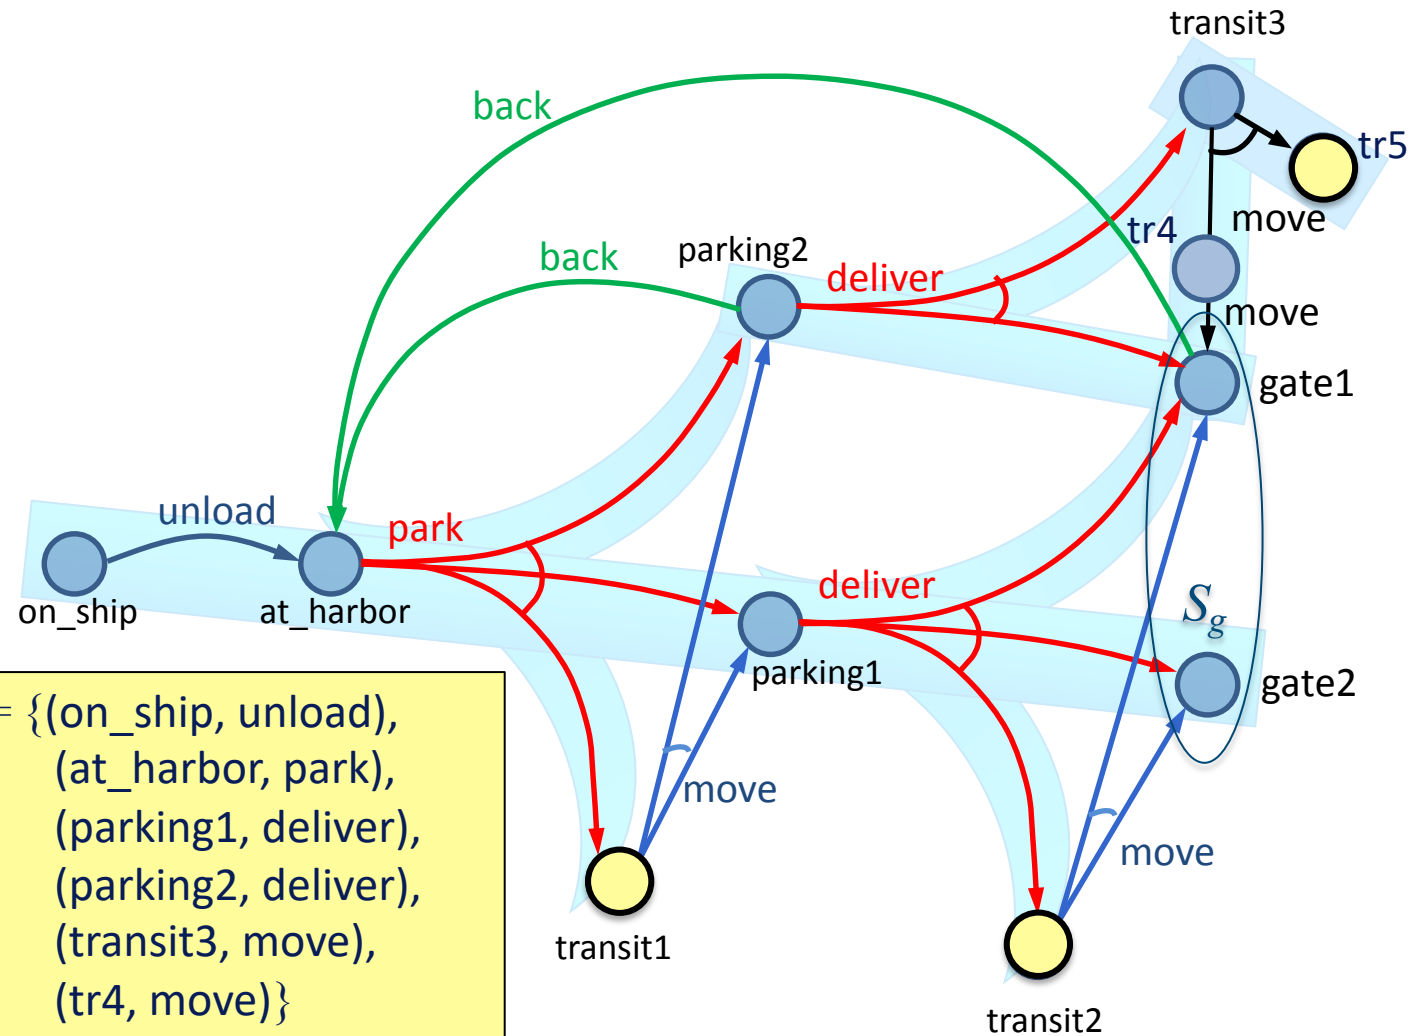 transit3
back
tr5
move
tr4
parking2
back
deliver
move
gate1
unload
park
deliver
on_ship
at_harbor
S_g
parking1
gate2
= {(on_ship, unload),
(at_harbor, park),
(parking1, deliver),
(parking2, deliver),
(transit3, move),
(tr4, move)}
move
move
transit1
transit2